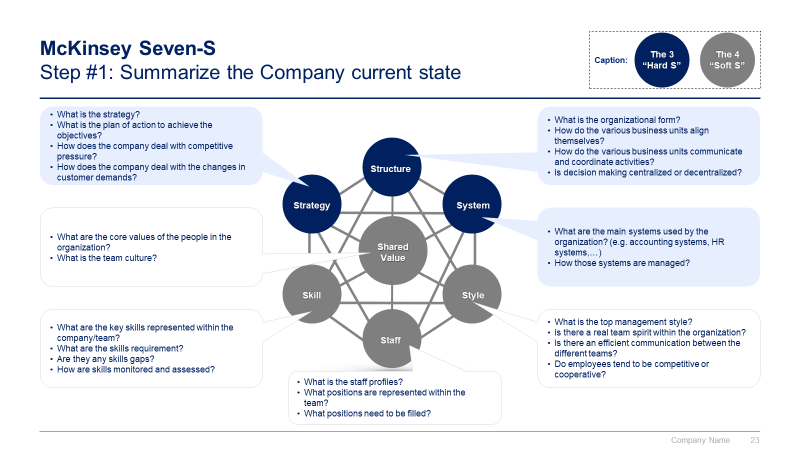 McKinsey Seven-S
Step #1: Summarize the Company current state
Caption:
The 3
“Hard S”
The 4
“Soft S”
• What is the strategy?
• What is the plan of action to achieve the
objectives?
• How does the company deal with competitive
pressure?
• How does the company deal with the changes in
customer demands?
• What is the organizational form?
• How do the various business units align
themselves?
• How do the various business units communicate
and coordinate activities?
• Is decision making centralized or decentralized?
Structure
Strategy
System
Shared
Value
Skill
Style
Staff
• What are the core values of the people in the
organization?
• What is the team culture?
• What are the main systems used by the
organization? (e.g. accounting systems, HR
systems,…)
• How those systems are managed?
• What are the key skills represented within the
company/team?
• What are the skills requirement?
• Are they any skills gaps?
• How are skills monitored and assessed?
• What is the top management style?
• Is there a real team spirit within the organization?
• Is there an efficient communication between the
different teams?
• Do employees tend to be competitive or
cooperative?
• What is the staff profiles?
• What positions are represented within the
team?
• What positions need to be filled?
Company Name 23